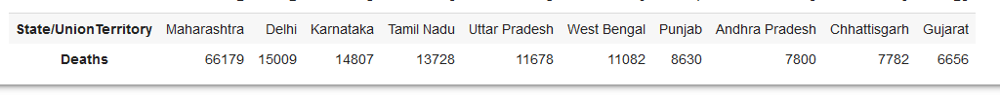 State/UnionTerritory Maharashtra Delhi Karnataka Tamil Nadu Uttar Pradesh West Bengal Punjab Andhra Pradesh Chhattisgarh Gujarat
Deaths 66179 15009 14807 13728 11678 11082 8630 7800 7782 6656